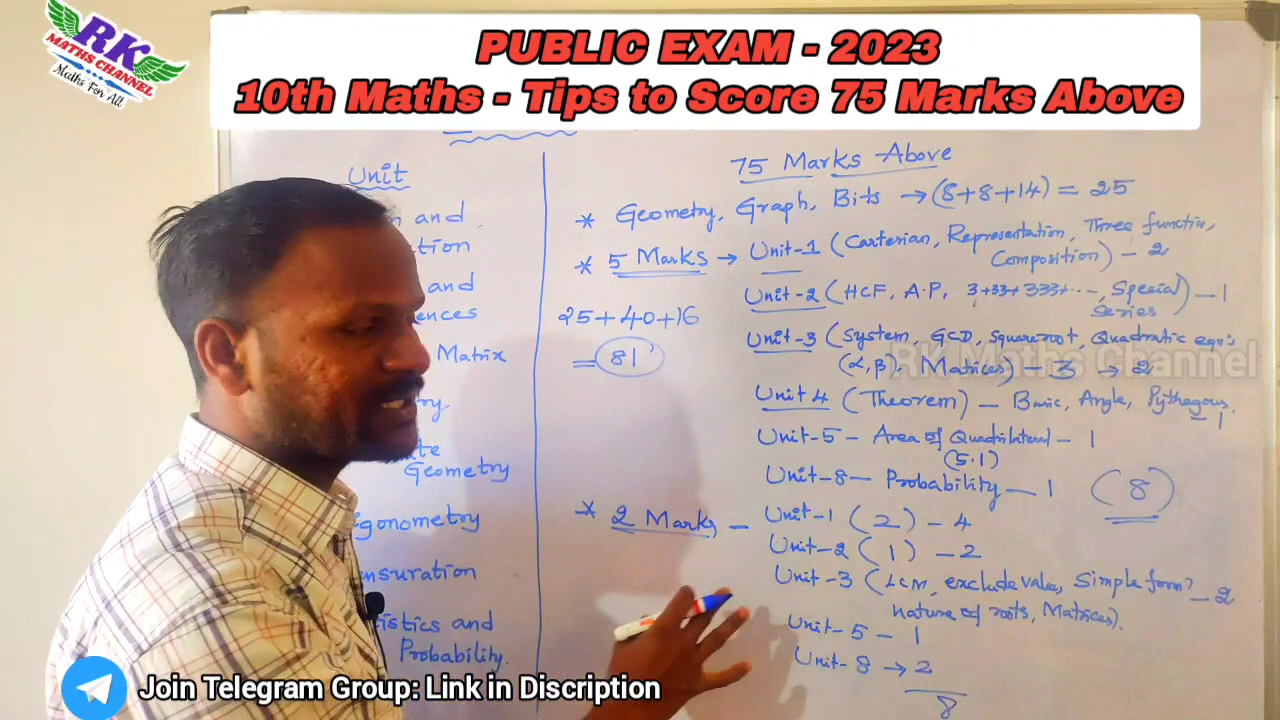 RK
MATHS CHANNEL
Maths For All
PUBLIC EXAM - 2023
10th Maths - Tips to Score 75 Marks Above
Unit
and
and
Matrix
Geometry
Probability
75 Marks Above
* Geometry, Graph, Bits → (8+8+14) = 25
* 5 Marks → Unit-1 (Carterian, Representation, Three function,
Composition) - 2
Unit-2 (HCF, A.P, 3+33+333+..., Special) - 1
series
25+40+16
= 81
Unit-3 (System, GCD, Squareroot, Quadratic equ
(α, β), Matrices) - 3 → 2
Unit 4 (Theorem) - Basic, Angle, Pythagous.
- 1
Unit-5 - Area of Quadrilateral - 1
(5.1)
Unit-8 - Probability - 1 (8)
* 2 Marks - Unit-1 (2) - 4
Unit-2 (1) - 2
Unit-3 (LCM, exclude value, Simple form - 2
nature of roots, Matrices).
Unit-5 - 1
Unit-8 → 2
8
RK Maths Channel
Join Telegram Group: Link in Discription